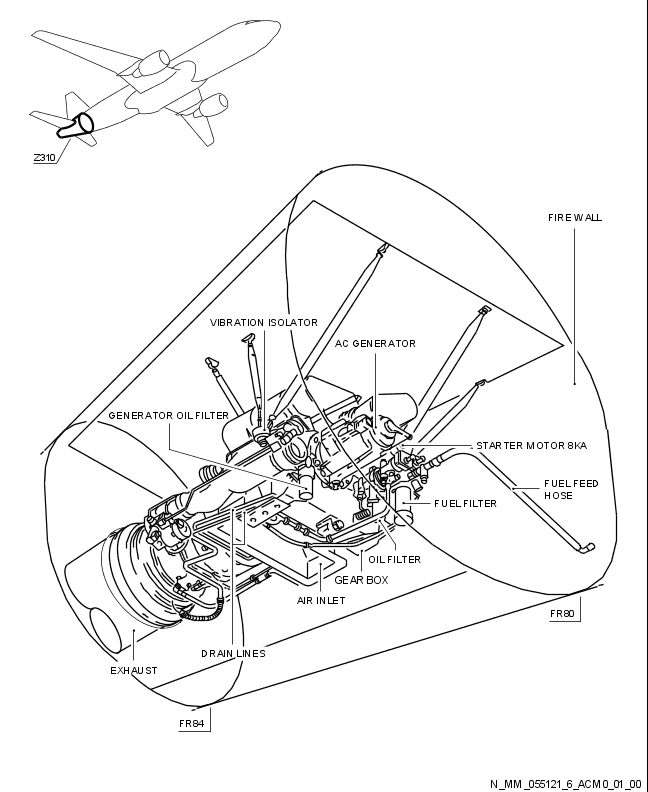 Z310
FIRE WALL
VIBRATION ISOLATOR
AC GENERATOR
GENERATOR OIL FILTER
STARTER MOTOR 8KA
FUEL FEED
HOSE
FUEL FILTER
OIL FILTER
GEAR BOX
AIR INLET
FR80
DRAIN LINES
EXHAUST
FR84
N_MM_055121_6_ACM0_01_00